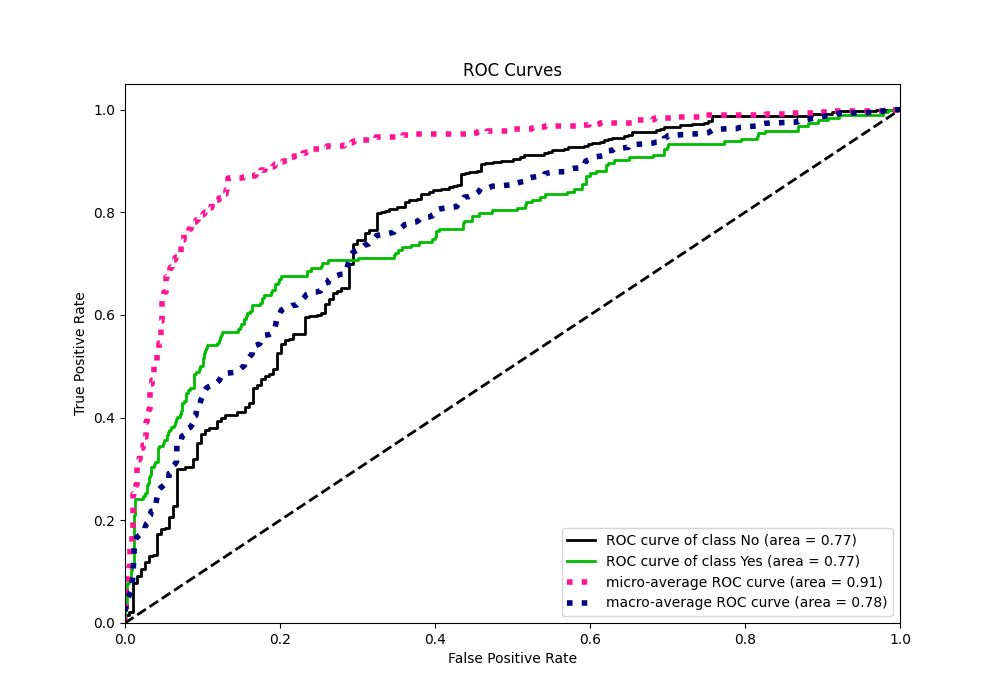 ROC Curves
True Positive Rate
1.0
0.8
0.6
0.4
0.2
0.0
ROC curve of class No (area = 0.77)
ROC curve of class Yes (area = 0.77)
micro-average ROC curve (area = 0.91)
macro-average ROC curve (area = 0.78)
0.0 0.2 0.4 0.6 0.8 1.0
False Positive Rate